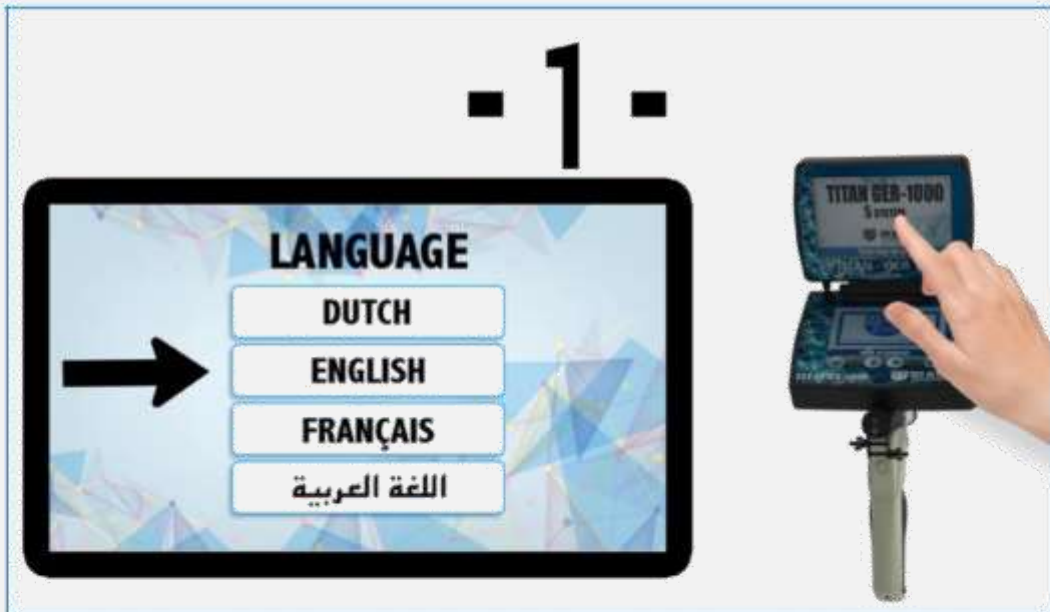 - 1 -
LANGUAGE
DUTCH
ENGLISH
FRANÇAIS
اللغة العربية
TITAN GER-1000